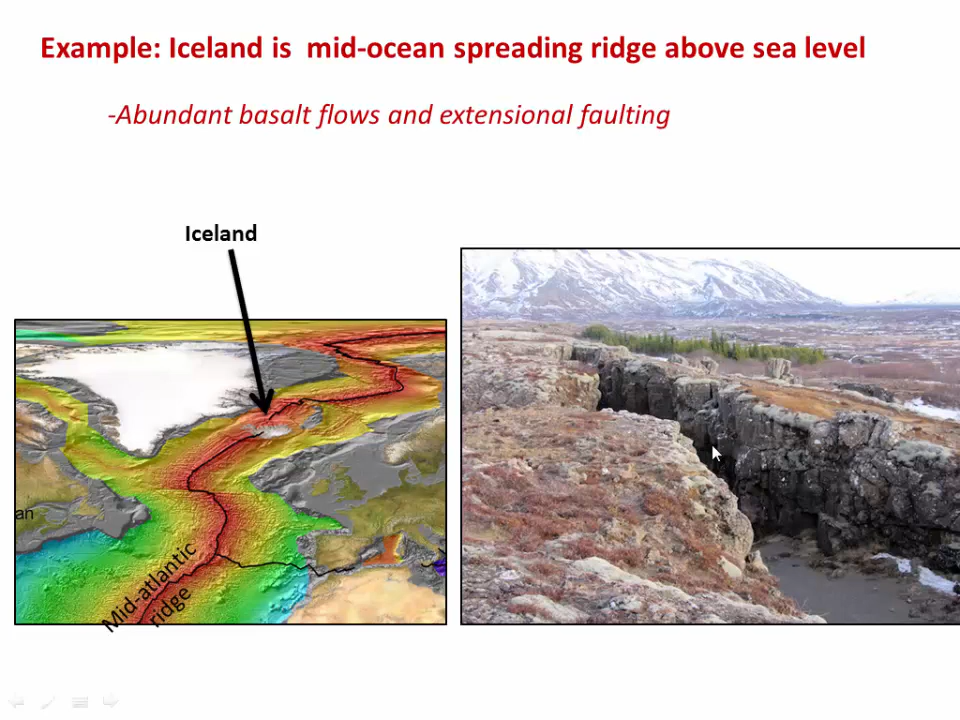 Example: Iceland is mid-ocean spreading ridge above sea level
-Abundant basalt flows and extensional faulting
Iceland
an
Mid-atlantic
ridge